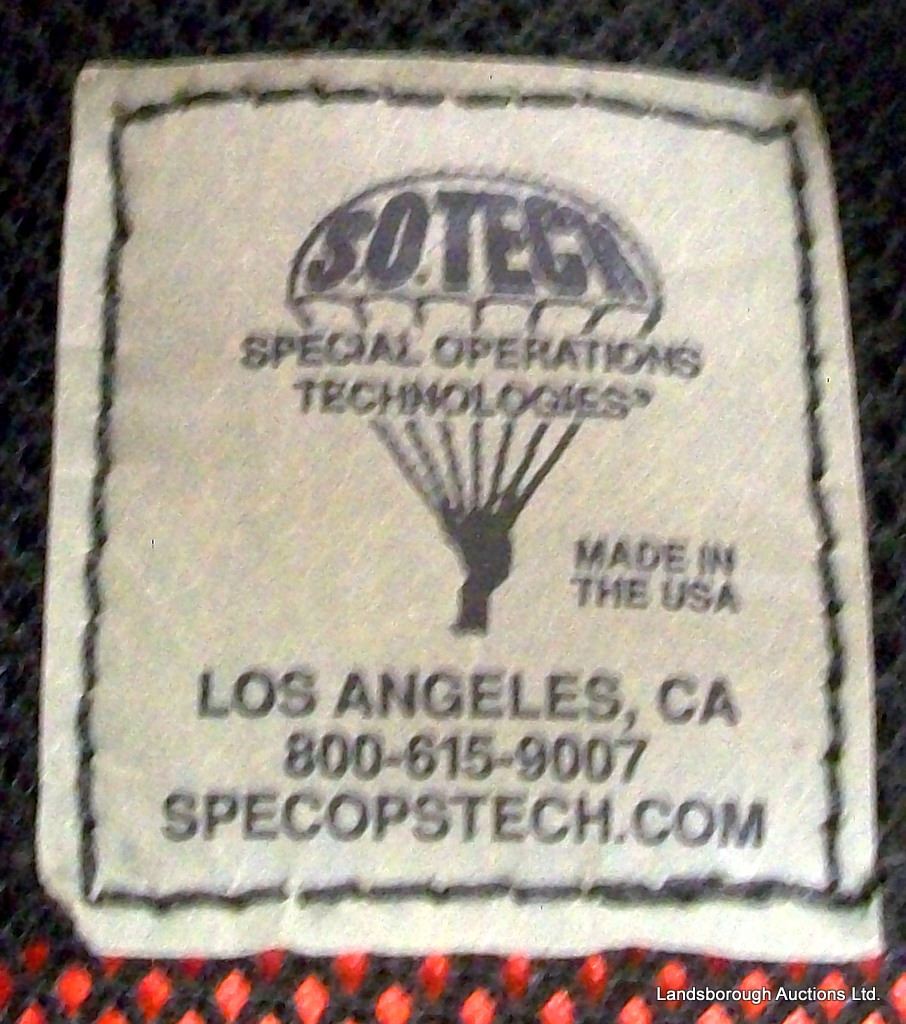 S.O.TECH
SPECIAL OPERATIONS
TECHNOLOGIES
MADE IN
THE USA
LOS ANGELES, CA
800-615-9007
SPECOPSTECH.COM
Landsborough Auctions Ltd.